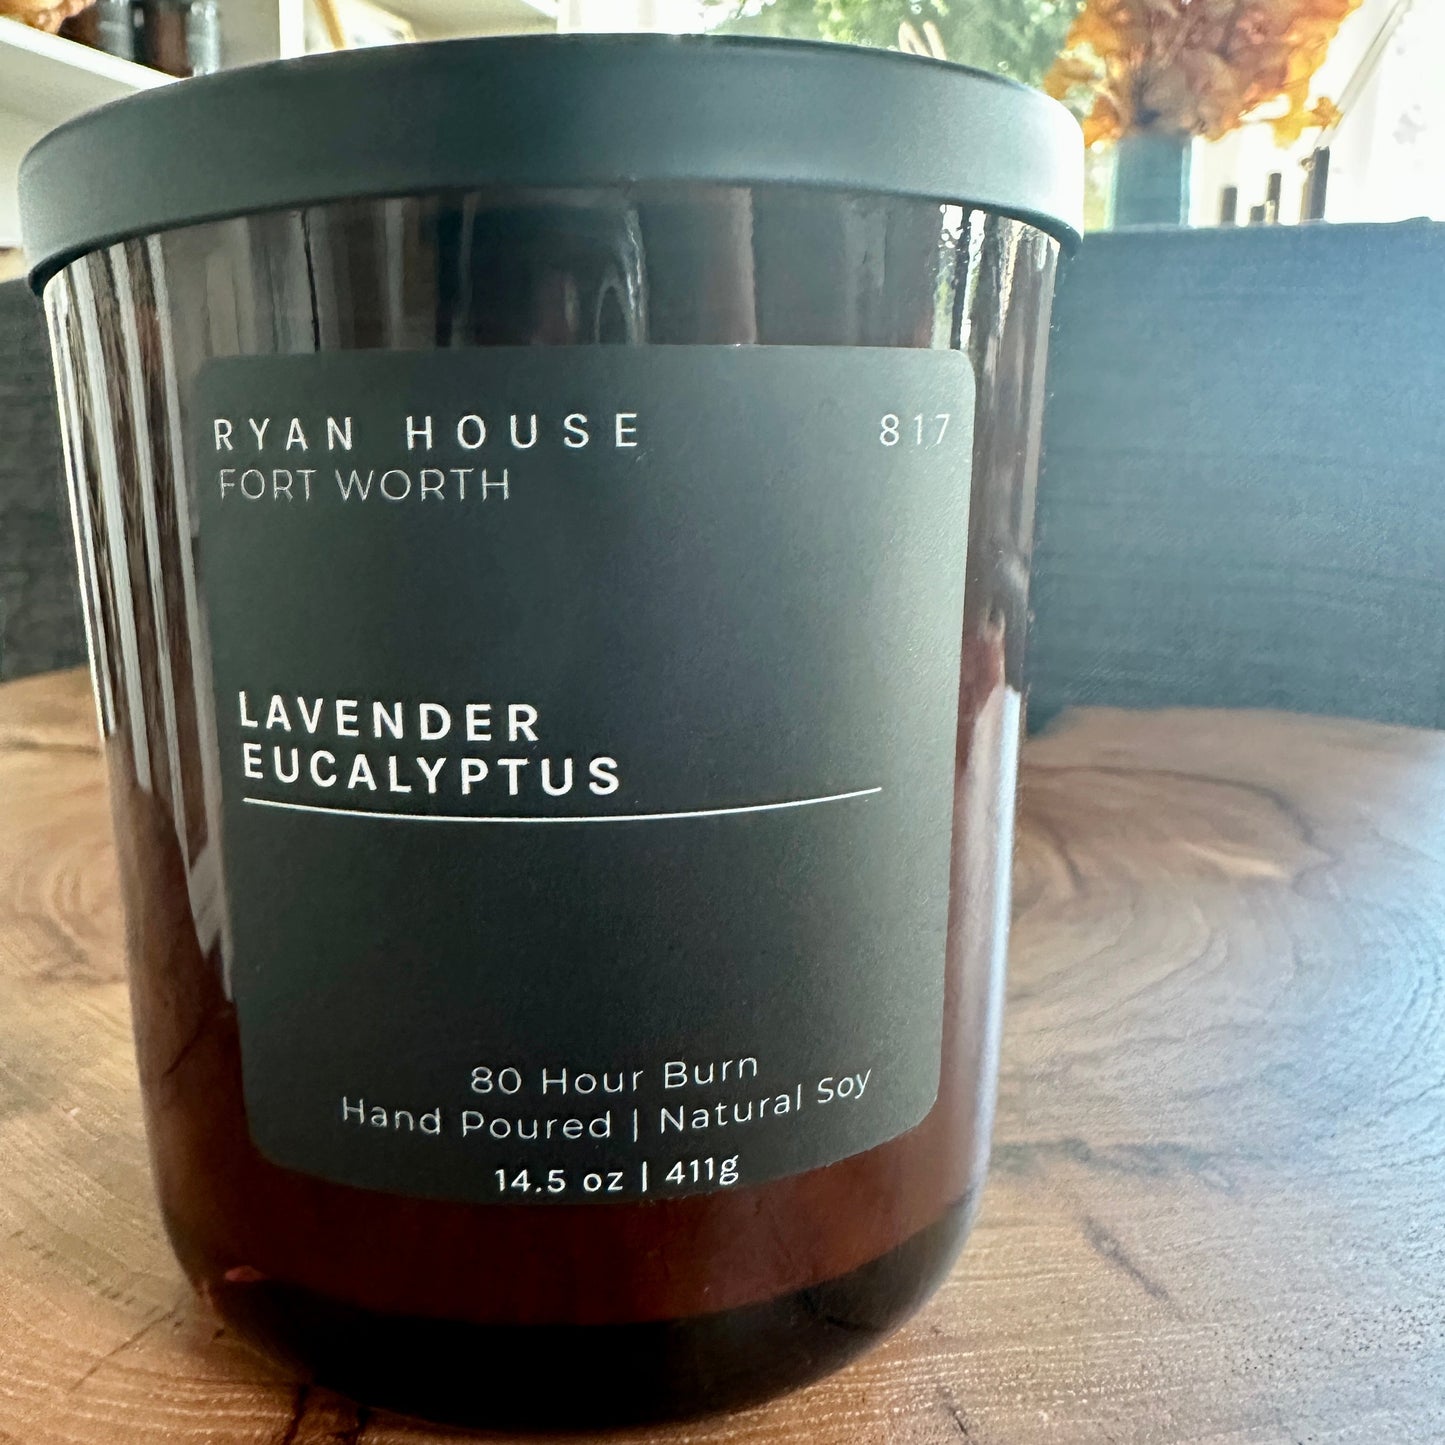 RYAN HOUSE 817
FORT WORTH
LAVENDER
EUCALYPTUS
80 Hour Burn
Hand Poured | Natural Soy
14.5 oz | 411g